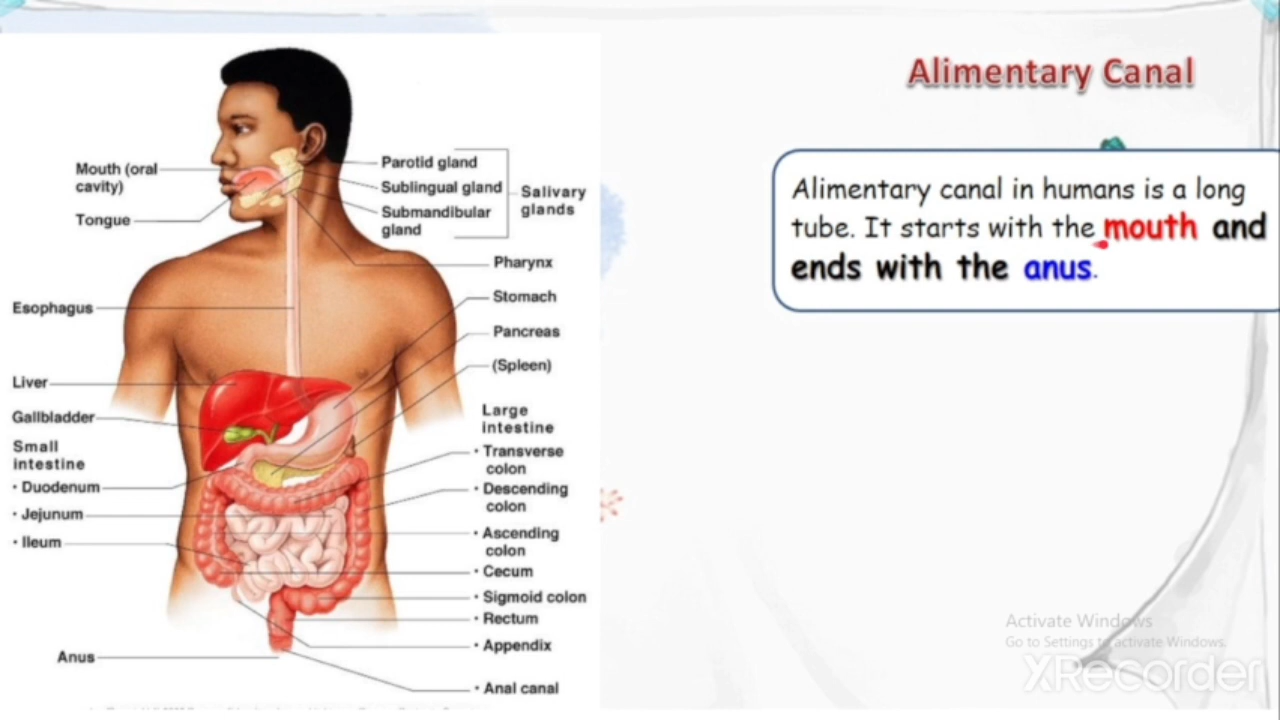 Alimentary Canal
Alimentary canal in humans is a long
tube. It starts with the mouth and
ends with the anus.
Mouth (oral
cavity)
Tongue
Esophagus
Liver
Gallbladder
Small
intestine
• Duodenum
• Jejunum
• Ileum
Anus
Parotid gland
Sublingual gland
Submandibular
gland
Salivary
glands
Pharynx
Stomach
Pancreas
(Spleen)
Large
intestine
• Transverse
colon
• Descending
colon
• Ascending
colon
• Cecum
• Sigmoid colon
• Rectum
• Appendix
• Anal canal
Activate Windows
Go to Settings to activate Windows.
XRecorder